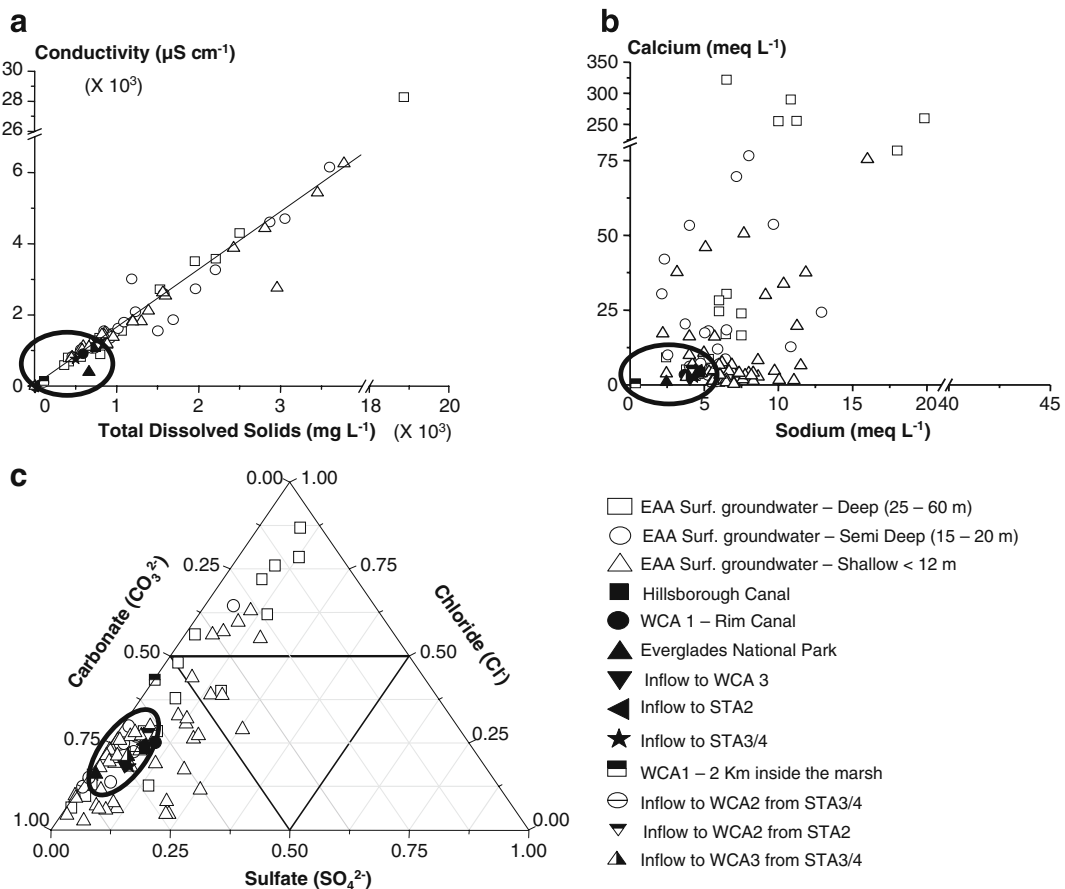 a
Conductivity (µS cm⁻¹)
(X 10³)
30
28
26
6
4
2
0
0 1 2 3 18 20
Total Dissolved Solids (mg L⁻¹) (X 10³)
b
Calcium (meq L⁻¹)
350
300
250
75
50
25
0
0 5 10 15 20 40 45
Sodium (meq L⁻¹)
c
0.00 1.00
0.25 0.75
Carbonate (CO₃²⁻)
Chloride (Cl⁻)
0.50 0.50
0.75 0.25
1.00 0.00
0.00 0.25 0.50 0.75 1.00
Sulfate (SO₄²⁻)
EAA Surf. groundwater – Deep (25 – 60 m)
EAA Surf. groundwater – Semi Deep (15 – 20 m)
EAA Surf. groundwater – Shallow < 12 m
Hillsborough Canal
WCA 1 – Rim Canal
Everglades National Park
Inflow to WCA 3
Inflow to STA2
Inflow to STA3/4
WCA1 – 2 Km inside the marsh
Inflow to WCA2 from STA3/4
Inflow to WCA2 from STA2
Inflow to WCA3 from STA3/4